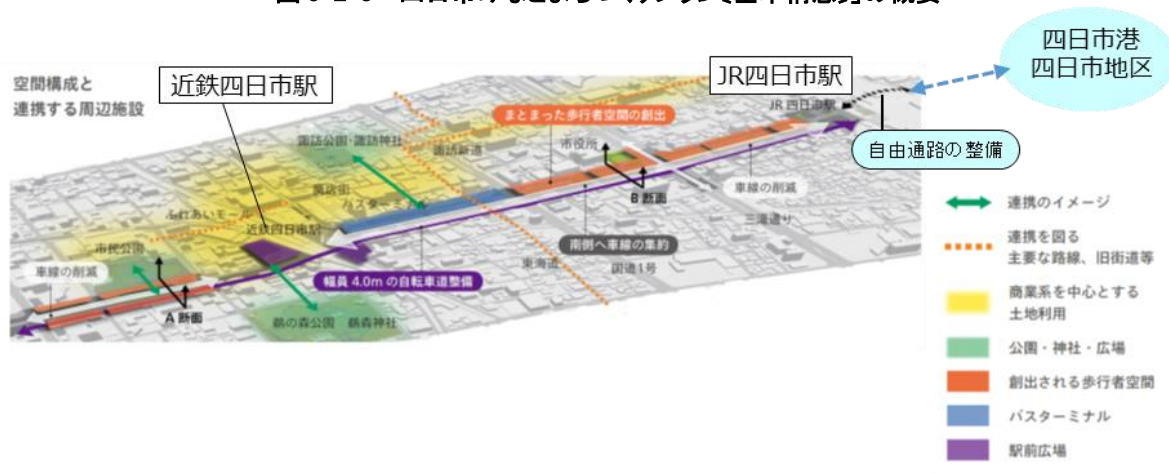 空間構成と
連携する周辺施設
近鉄四日市駅
JR四日市駅
四日市港
四日市地区
JR 四日市駅
自由通路の整備
まとまった歩行者空間の創出
諏訪公園・諏訪神社
諏訪新道
市役所
商店街
バスターミナル
B 断面
車線の削減
三滝通り
ふれあいモール
近鉄四日市駅
市民公園
南側へ車線の集約
東海道
国道1号
車線の削減
幅員 4.0m の自転車道整備
A 断面
鵜の森公園 鵜森神社
連携のイメージ
連携を図る
主要な路線、旧街道等
商業系を中心とする
土地利用
公園・神社・広場
創出される歩行者空間
バスターミナル
駅前広場